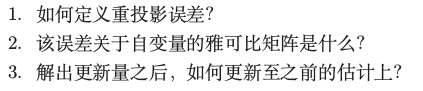 1. 如何定义重投影误差?
2. 该误差关于自变量的雅可比矩阵是什么?
3. 解出更新量之后，如何更新至之前的估计上?